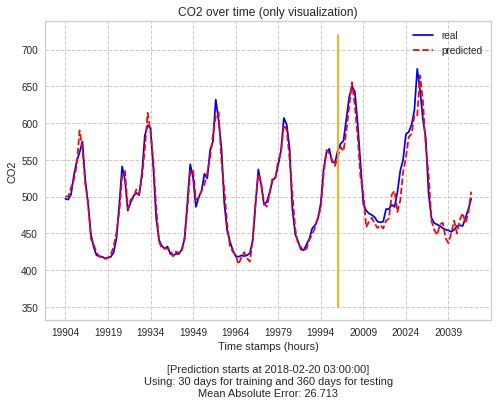 CO2 over time (only visualization)
real
predicted
700
650
600
550
500
450
400
350
CO2
19904 19919 19934 19949 19964 19979 19994 20009 20024 20039
Time stamps (hours)
[Prediction starts at 2018-02-20 03:00:00]
Using: 30 days for training and 360 days for testing
Mean Absolute Error: 26.713